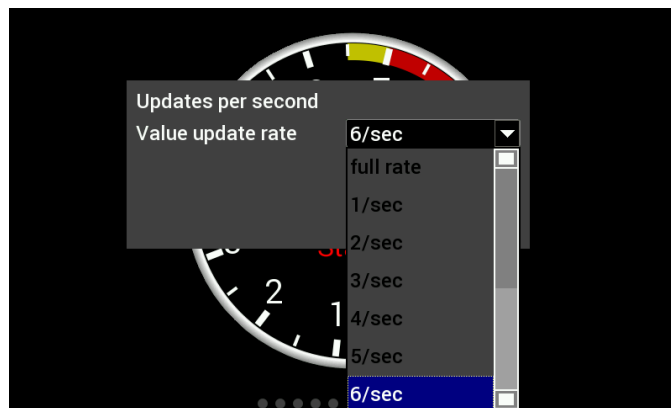 Updates per second
Value update rate 6/sec
full rate
1/sec
2/sec
3/sec
4/sec
5/sec
6/sec
2
1